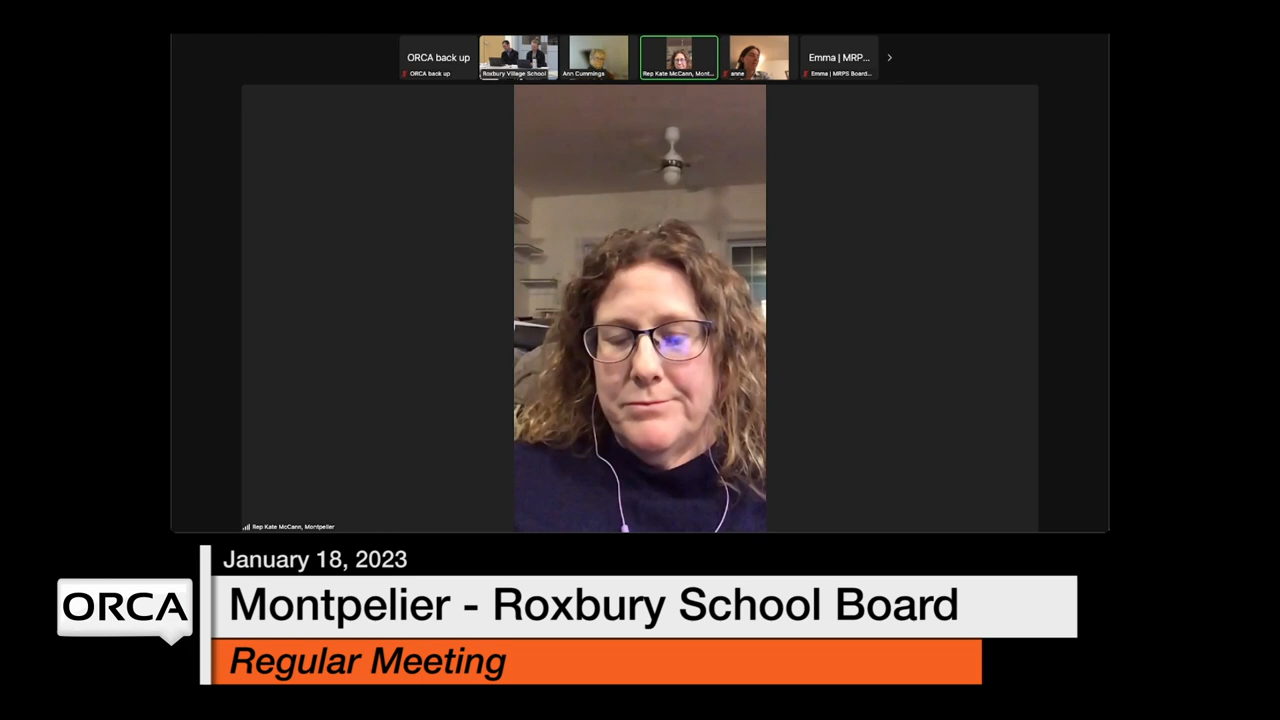 ORCA back up
Emma | MRP...
ORCA back up
Roxbury Village School
Ann Cummings
Rep Kate McCann, Mont...
anne
Emma | MRPS Board...
Rep Kate McCann, Montpelier
January 18, 2023
ORCA
Montpelier - Roxbury School Board
Regular Meeting